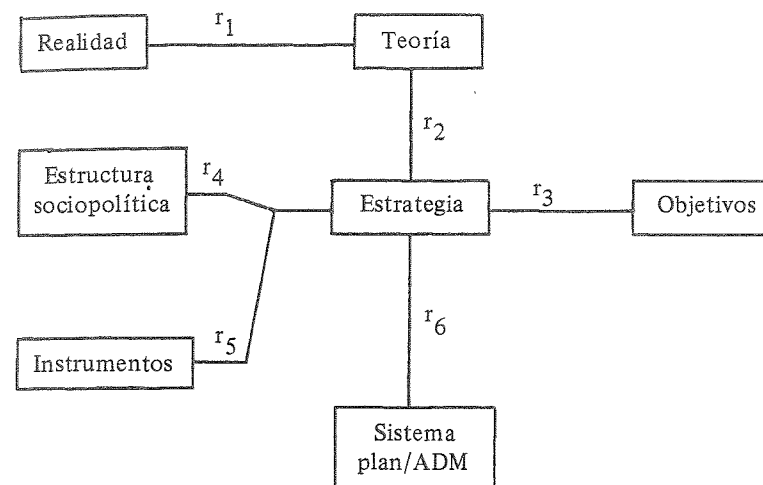 Realidad
r1
Teoría
r2
Estructura
sociopolítica
r4
Estrategia
r3
Objetivos
Instrumentos
r5
r6
Sistema
plan/ADM